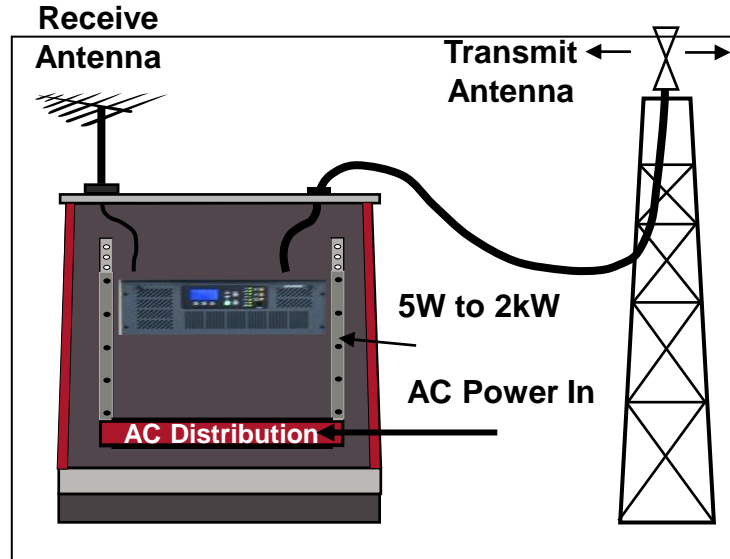 Receive
Antenna
Transmit
Antenna
5W to 2kW
AC Power In
AC Distribution